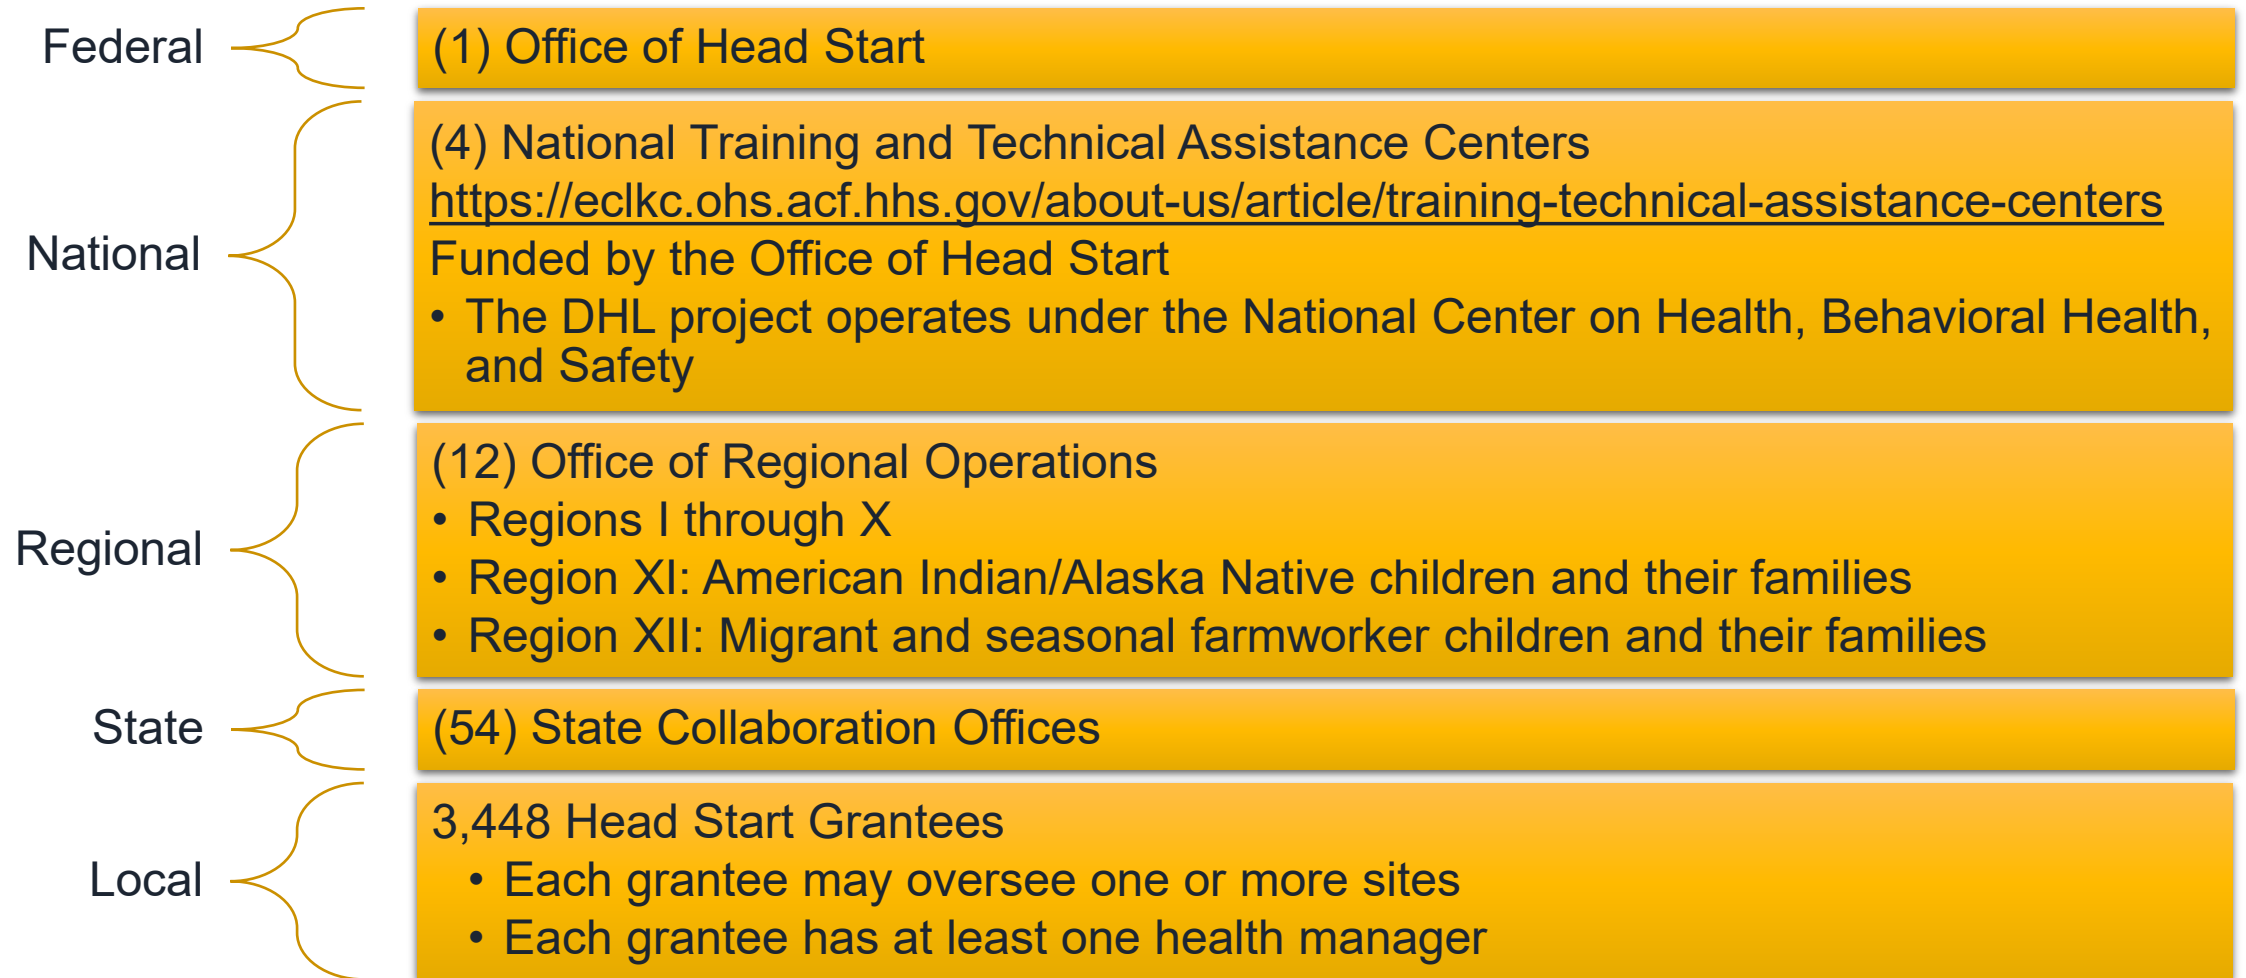 Federal
(1) Office of Head Start
National
(4) National Training and Technical Assistance Centers
https://eclkc.ohs.acf.hhs.gov/about-us/article/training-technical-assistance-centers
Funded by the Office of Head Start
• The DHL project operates under the National Center on Health, Behavioral Health,
and Safety
Regional
(12) Office of Regional Operations
• Regions I through X
• Region XI: American Indian/Alaska Native children and their families
• Region XII: Migrant and seasonal farmworker children and their families
State
(54) State Collaboration Offices
Local
3,448 Head Start Grantees
• Each grantee may oversee one or more sites
• Each grantee has at least one health manager